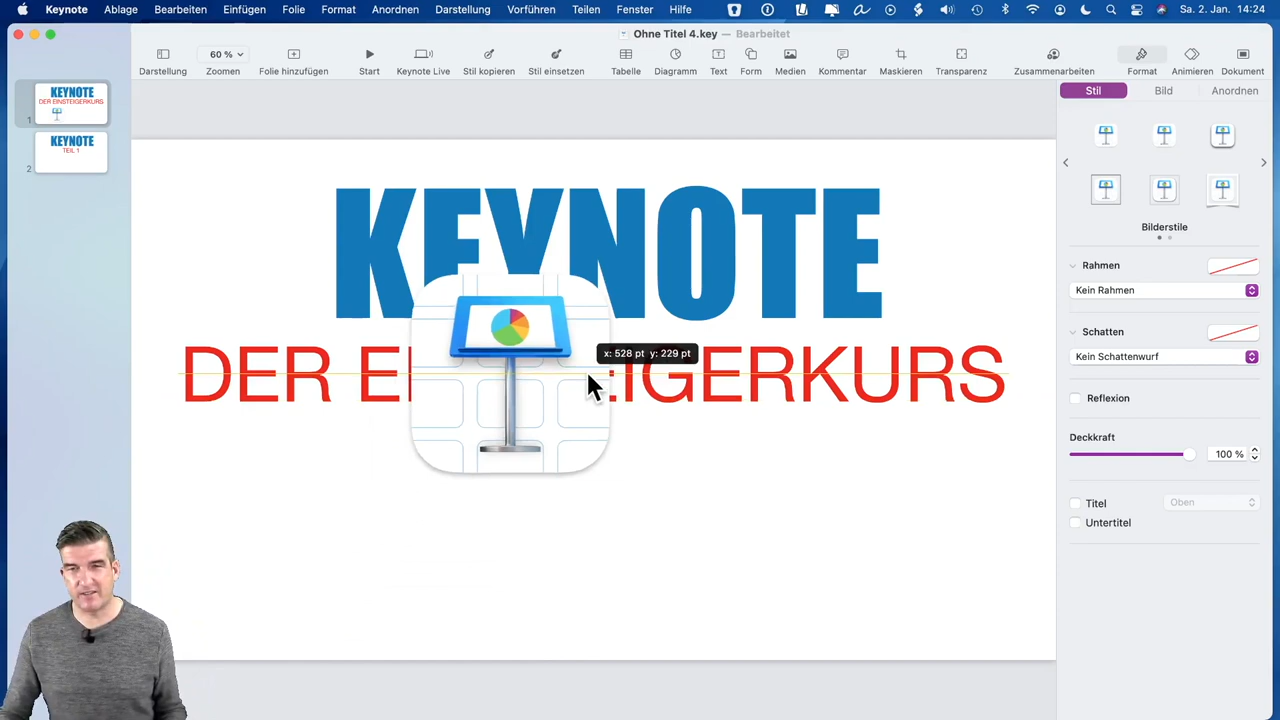 Keynote Ablage Bearbeiten Einfügen Folie Format Anordnen Darstellung Vorführen Teilen Fenster Hilfe Sa. 2. Jan. 14:24
Ohne Titel 4.key — Bearbeitet
60 %
Darstellung Zoomen Folie hinzufügen Start Keynote Live Stil kopieren Stil einsetzen Tabelle Diagramm Text Form Medien Kommentar Maskieren Transparenz Zusammenarbeiten Format Animieren Dokument
Stil Bild Anordnen
KEYNOTE
DER EINSTEIGERKURS
1
KEYNOTE
TEIL 1
2
KEYNOTE
DER EI
EIGERKURS
x: 528 pt y: 229 pt
Bilderstile
Rahmen
Kein Rahmen
Schatten
Kein Schattenwurf
Reflexion
Deckkraft
100 %
Titel Oben
Untertitel